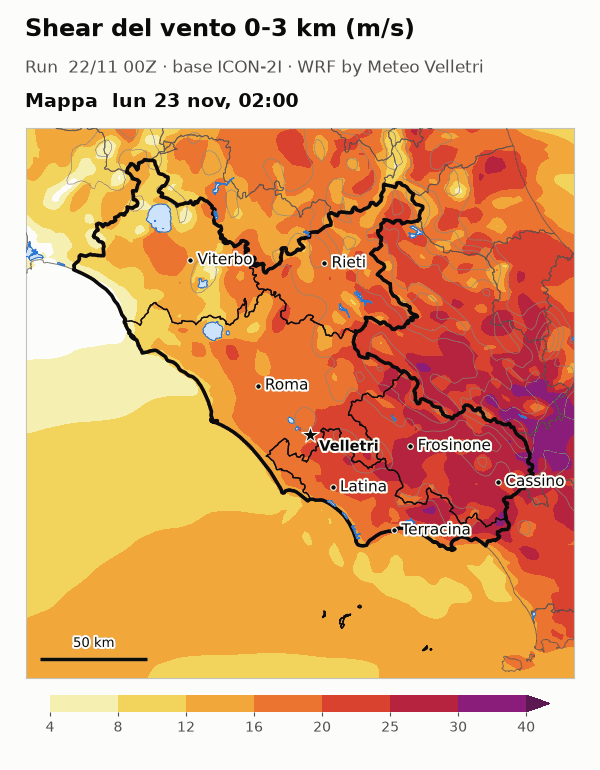 Shear del vento 0-3 km (m/s)
Run  22/11 00Z · base ICON-2I · WRF by Meteo Velletri
Mappa  lun 23 nov, 02:00
Viterbo
Rieti
Roma
Velletri
Frosinone
Latina
Cassino
Terracina
50 km
4 8 12 16 20 25 30 40